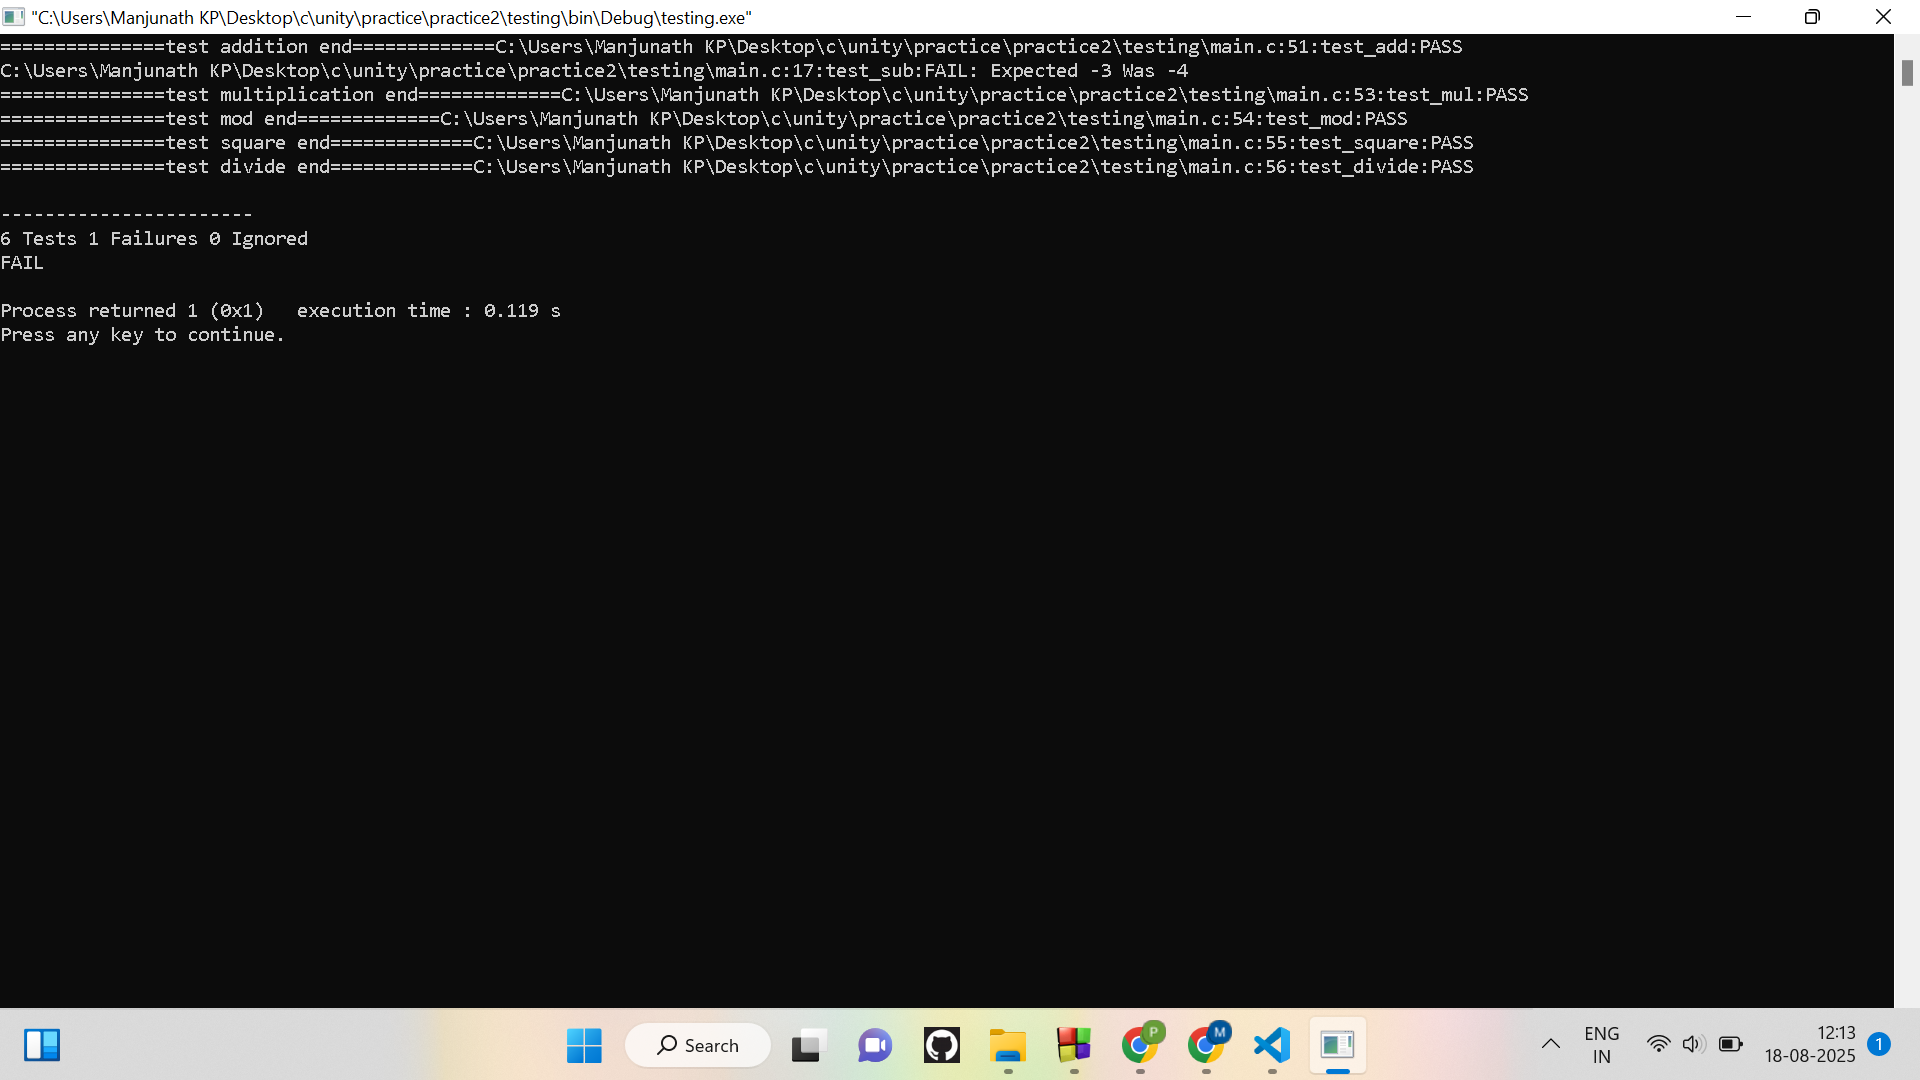 "C:\Users\Manjunath KP\Desktop\c\unity\practice\practice2\testing\bin\Debug\testing.exe"
===============test addition end=============C:\Users\Manjunath KP\Desktop\c\unity\practice\practice2\testing\main.c:51:test_add:PASS
C:\Users\Manjunath KP\Desktop\c\unity\practice\practice2\testing\main.c:17:test_sub:FAIL: Expected -3 Was -4
===============test multiplication end=============C:\Users\Manjunath KP\Desktop\c\unity\practice\practice2\testing\main.c:53:test_mul:PASS
===============test mod end=============C:\Users\Manjunath KP\Desktop\c\unity\practice\practice2\testing\main.c:54:test_mod:PASS
===============test square end=============C:\Users\Manjunath KP\Desktop\c\unity\practice\practice2\testing\main.c:55:test_square:PASS
===============test divide end=============C:\Users\Manjunath KP\Desktop\c\unity\practice\practice2\testing\main.c:56:test_divide:PASS
-----------------------
6 Tests 1 Failures 0 Ignored
FAIL
Process returned 1 (0x1)   execution time : 0.119 s
Press any key to continue.
Search
P
M
ENG
IN
12:13
18-08-2025
1